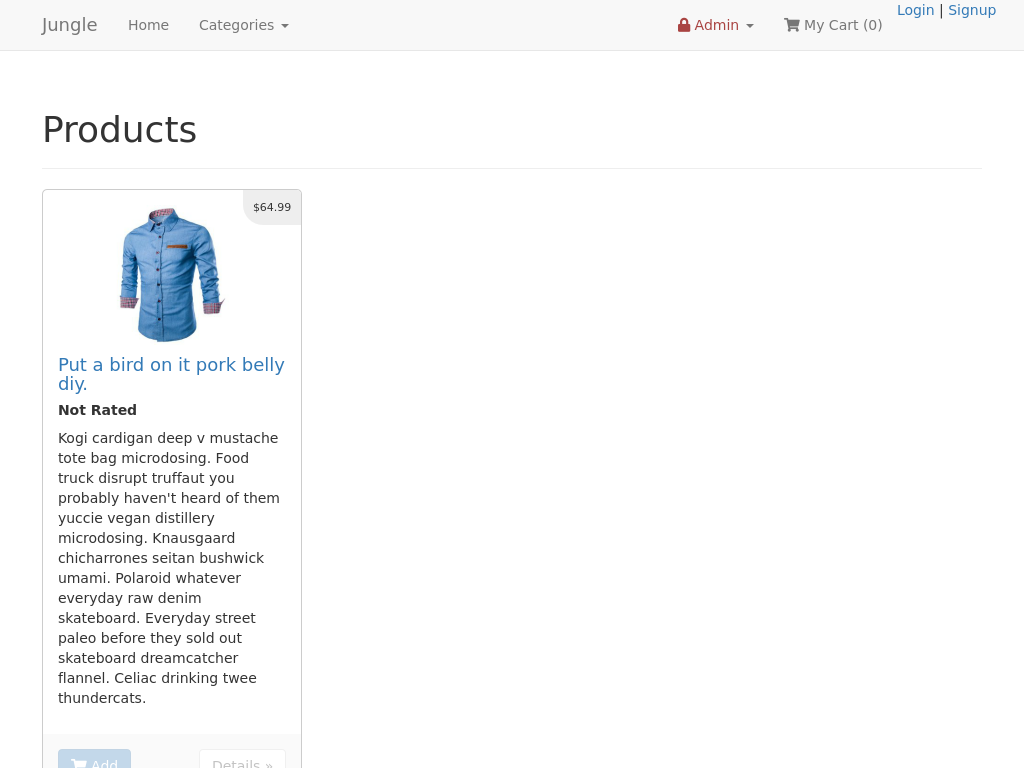 Jungle Home Categories Admin My Cart (0) Login | Signup
Products
$64.99
Put a bird on it pork belly
diy.
Not Rated
Kogi cardigan deep v mustache
tote bag microdosing. Food
truck disrupt truffaut you
probably haven't heard of them
yuccie vegan distillery
microdosing. Knausgaard
chicharrones seitan bushwick
umami. Polaroid whatever
everyday raw denim
skateboard. Everyday street
paleo before they sold out
skateboard dreamcatcher
flannel. Celiac drinking twee
thundercats.
Add Details »